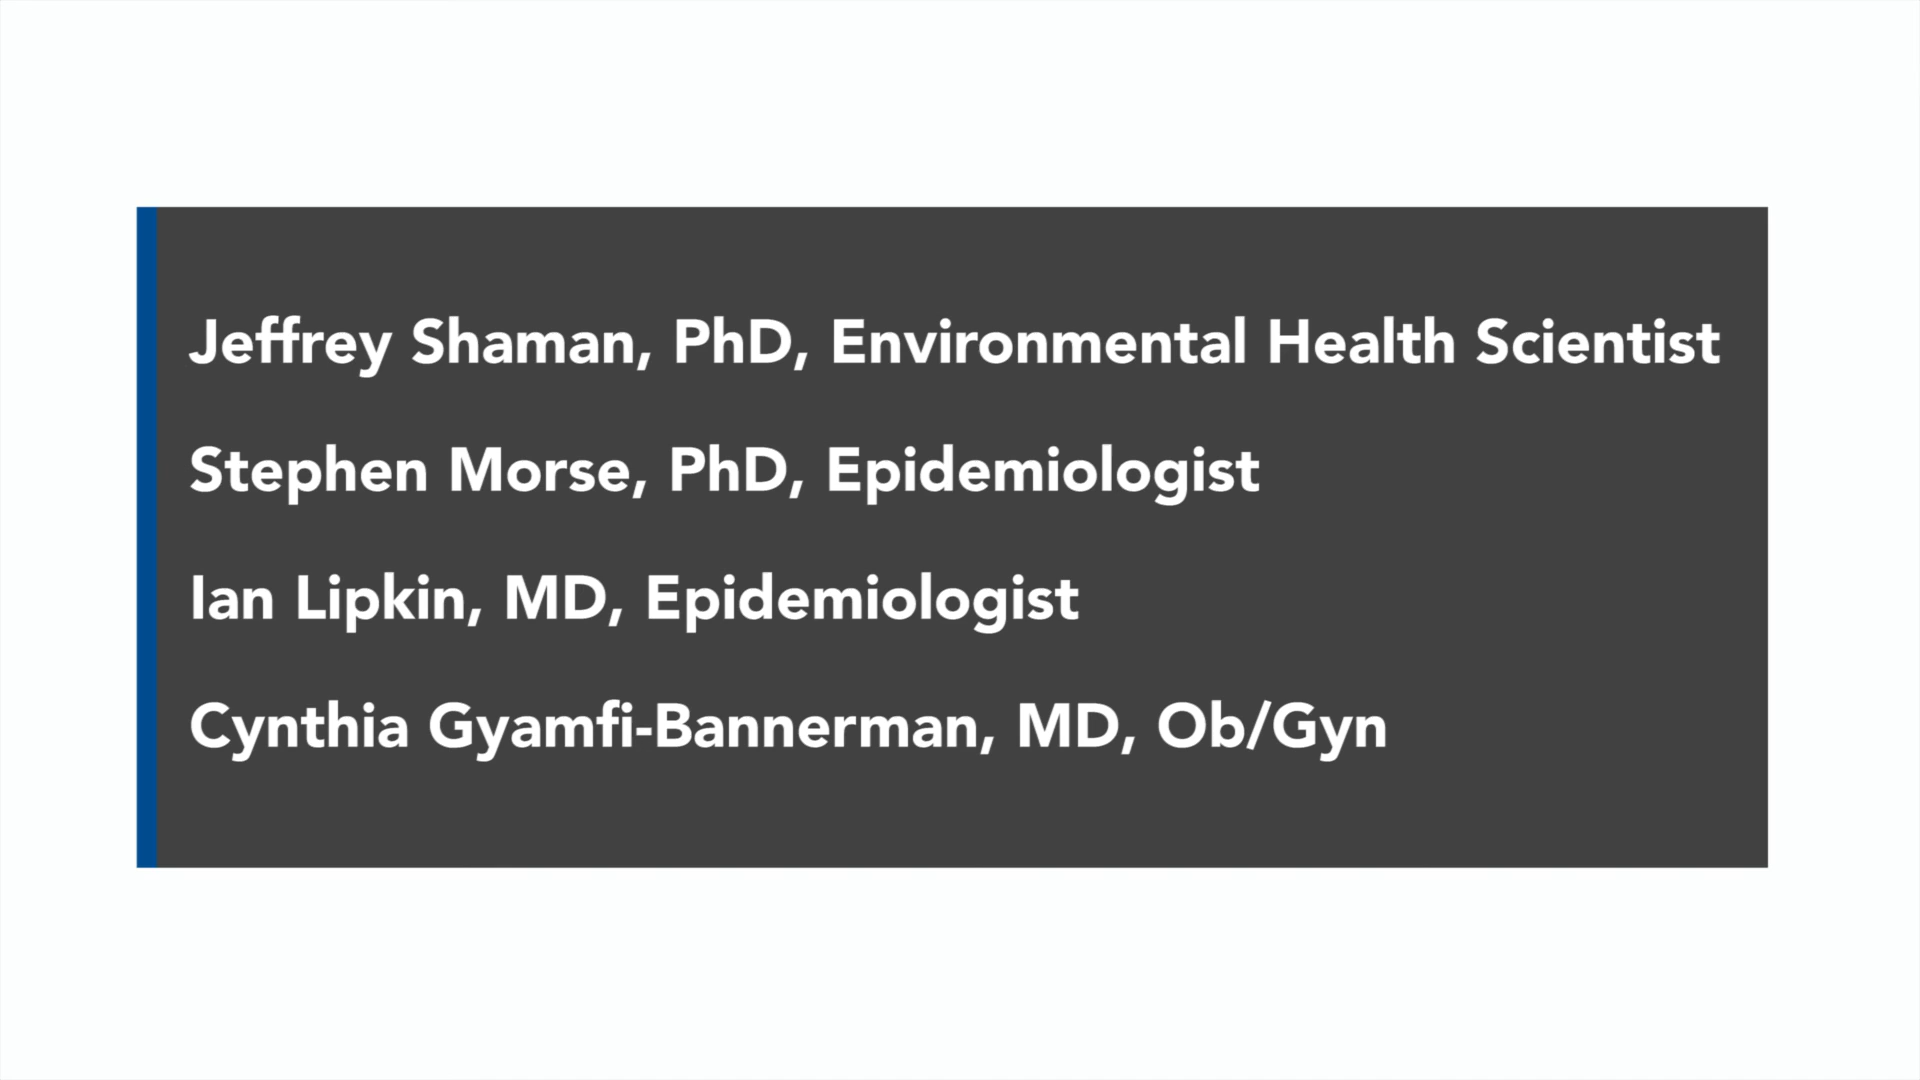 Jeffrey Shaman, PhD, Environmental Health Scientist
Stephen Morse, PhD, Epidemiologist
Ian Lipkin, MD, Epidemiologist
Cynthia Gyamfi-Bannerman, MD, Ob/Gyn